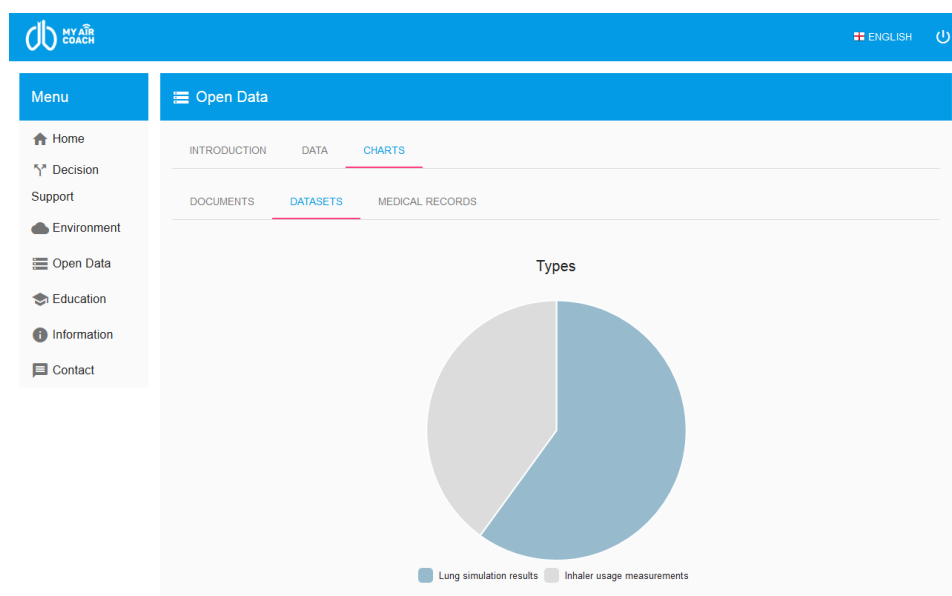 MY AIR
COACH
ENGLISH
Menu
Open Data
Home
Decision
Support
Environment
Open Data
Education
Information
Contact
INTRODUCTION DATA CHARTS
DOCUMENTS DATASETS MEDICAL RECORDS
Types
Lung simulation results Inhaler usage measurements